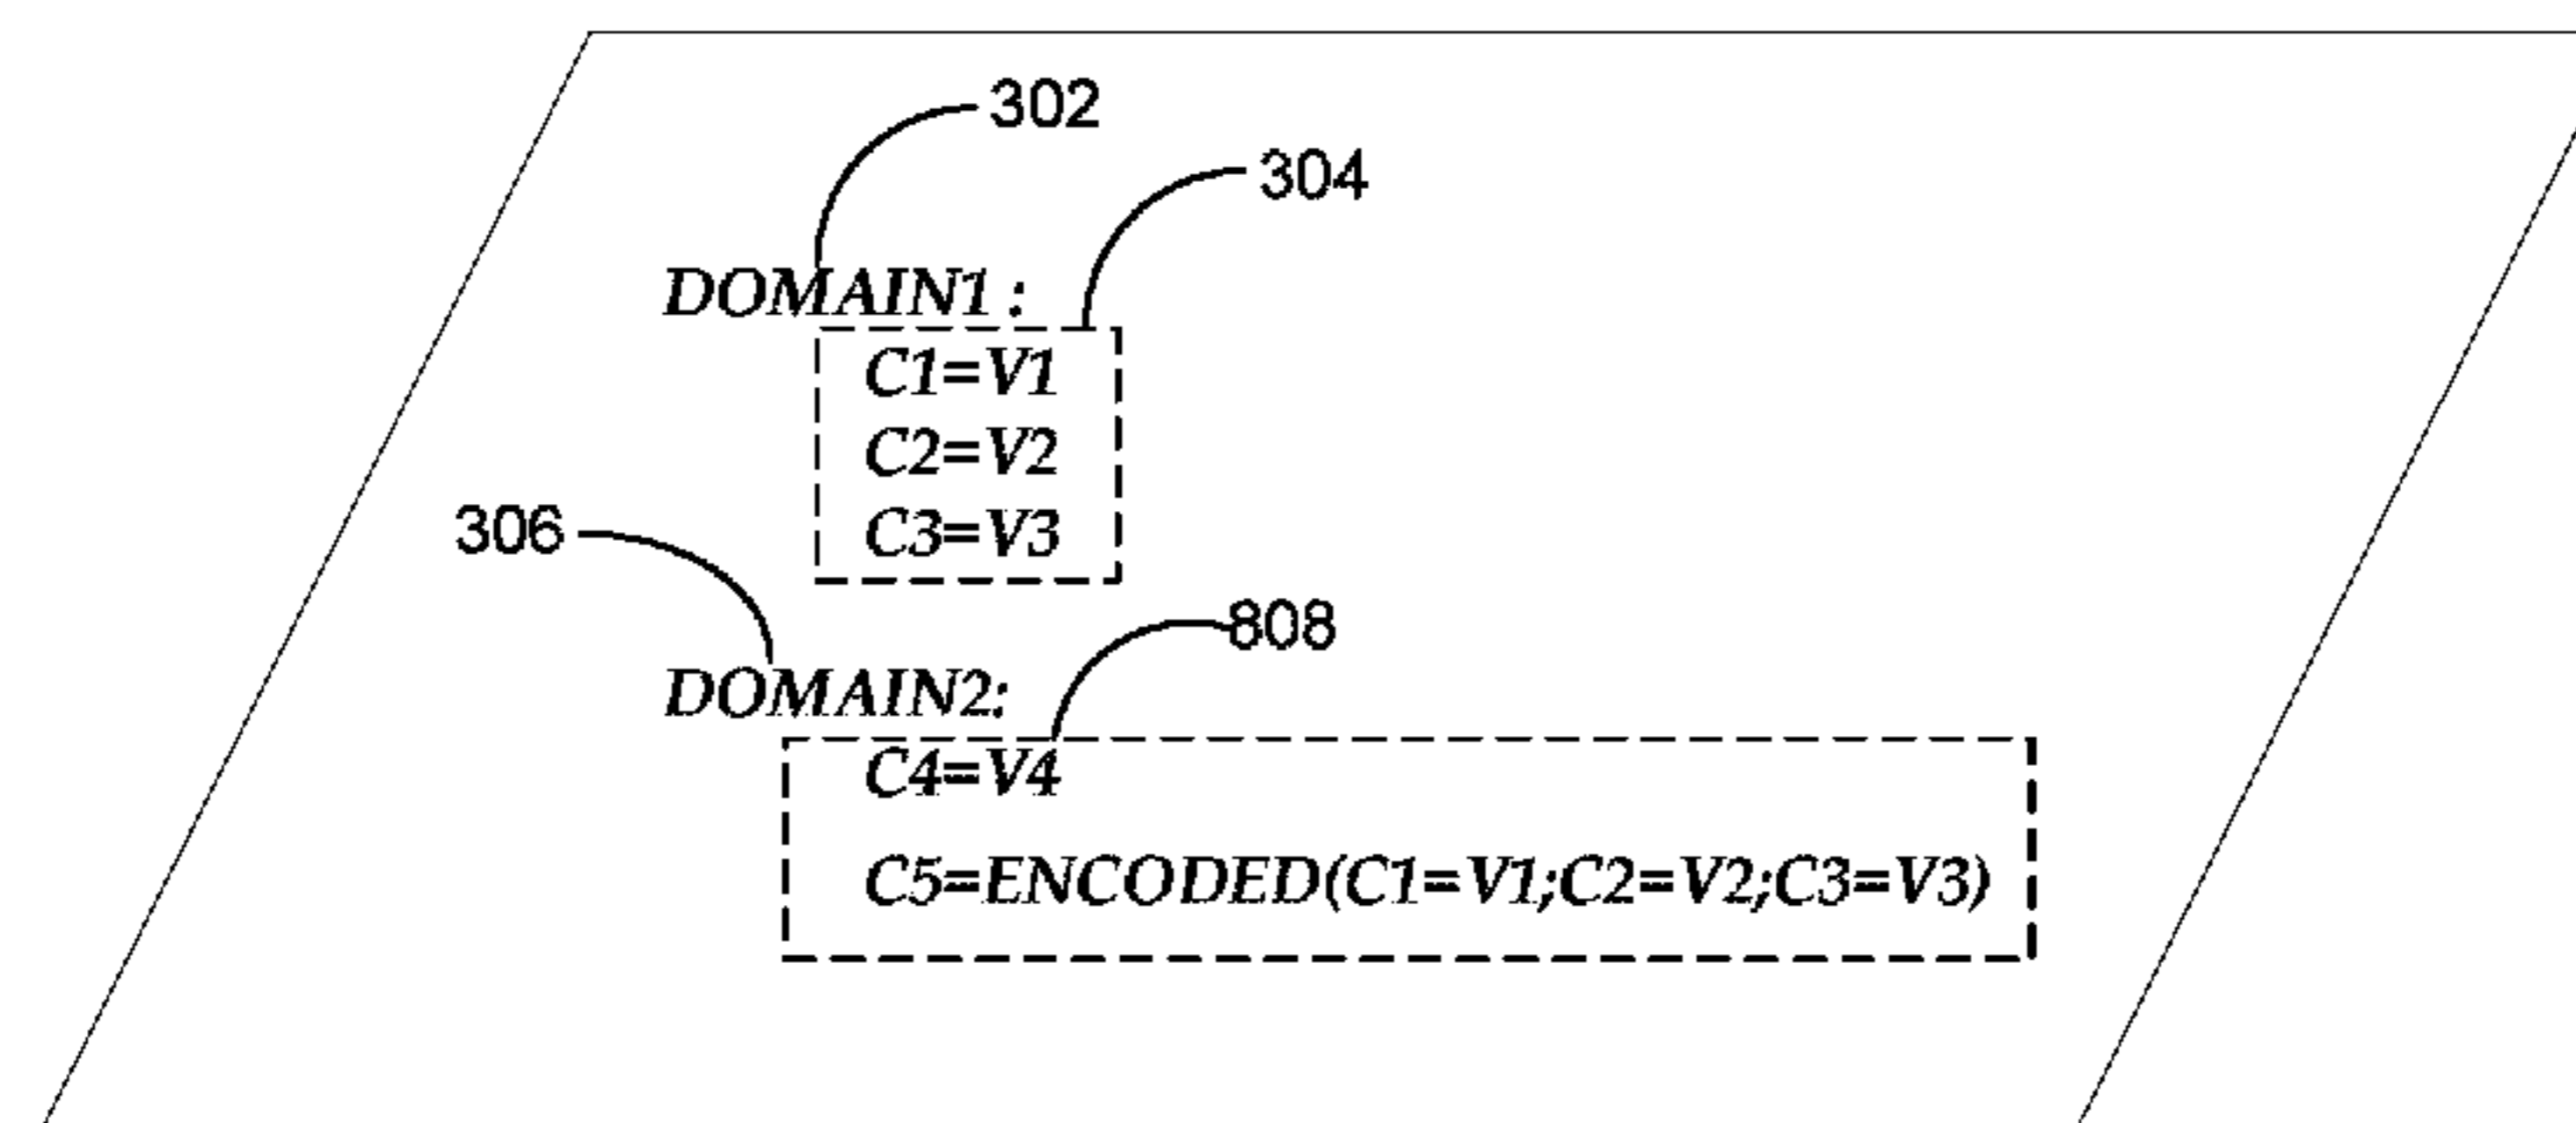 302
304
DOMAIN1 :
C1=V1
C2=V2
C3=V3
306
808
DOMAIN2:
C4=V4
C5=ENCODED(C1=V1;C2=V2;C3=V3)